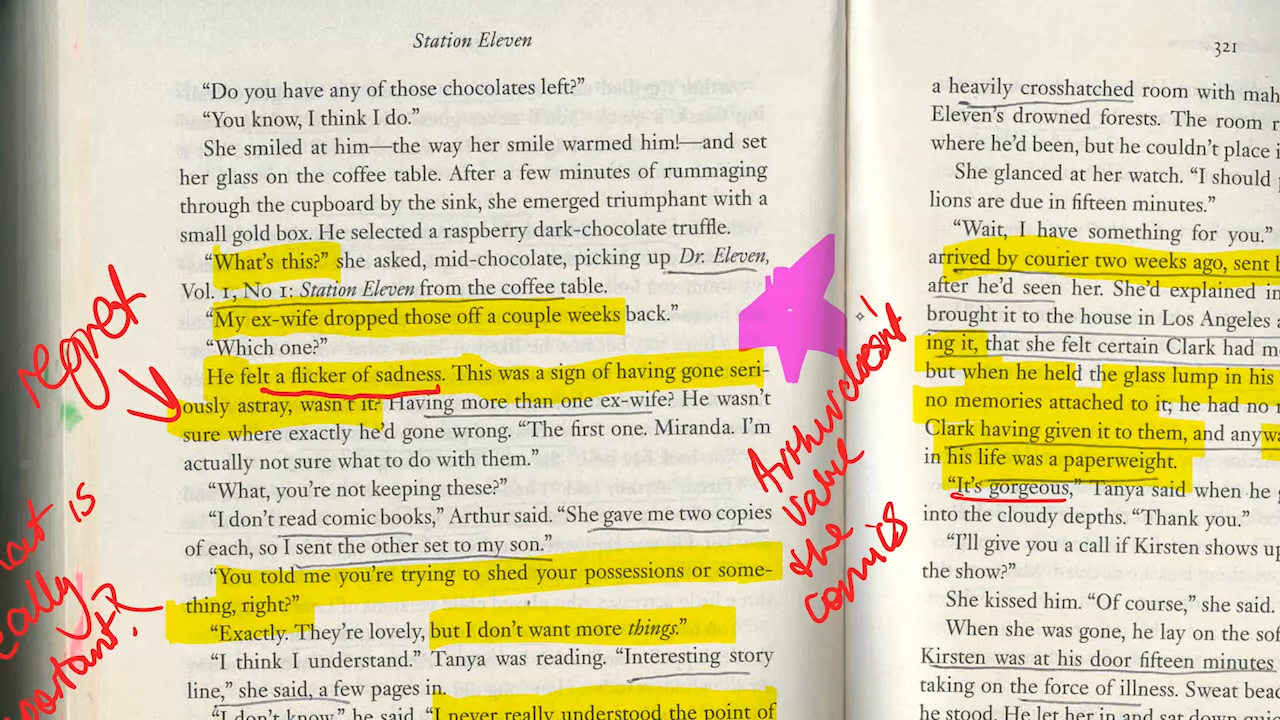 Station Eleven
"Do you have any of those chocolates left?"
"You know, I think I do."
She smiled at him—the way her smile warmed him!—and set
her glass on the coffee table. After a few minutes of rummaging
through the cupboard by the sink, she emerged triumphant with a
small gold box. He selected a raspberry dark-chocolate truffle.
"What's this?" she asked, mid-chocolate, picking up Dr. Eleven,
Vol. 1, No 1: Station Eleven from the coffee table.
"My ex-wife dropped those off a couple weeks back."
"Which one?"
He felt a flicker of sadness. This was a sign of having gone seri-
ously astray, wasn't it? Having more than one ex-wife? He wasn't
sure where exactly he'd gone wrong. "The first one. Miranda. I'm
actually not sure what to do with them."
"What, you're not keeping these?"
"I don't read comic books," Arthur said. "She gave me two copies
of each, so I sent the other set to my son."
"You told me you're trying to shed your possessions or some-
thing, right?"
"Exactly. They're lovely, but I don't want more things."
"I think I understand." Tanya was reading. "Interesting story
line," she said, a few pages in.
"I don't know," he said. "I never really understood the point of
regret
is
Arthur doesn't
value
the
comics
321
a heavily crosshatched room with mah
Eleven's drowned forests. The room
where he'd been, but he couldn't place i
She glanced at her watch. "I should
lions are due in fifteen minutes."
"Wait, I have something for you."
arrived by courier two weeks ago, sent
after he'd seen her. She'd explained in
brought it to the house in Los Angeles
ing it, that she felt certain Clark had m
but when he held the glass lump in his
no memories attached to it; he had no
Clark having given it to them, and anyw
in his life was a paperweight.
"It's gorgeous," Tanya said when he
into the cloudy depths. "Thank you."
"I'll give you a call if Kirsten shows up
the show?"
She kissed him. "Of course," she said.
When she was gone, he lay on the sof
Kirsten was at his door fifteen minutes
taking on the force of illness. Sweat bea
he stood. He let her in and sat down